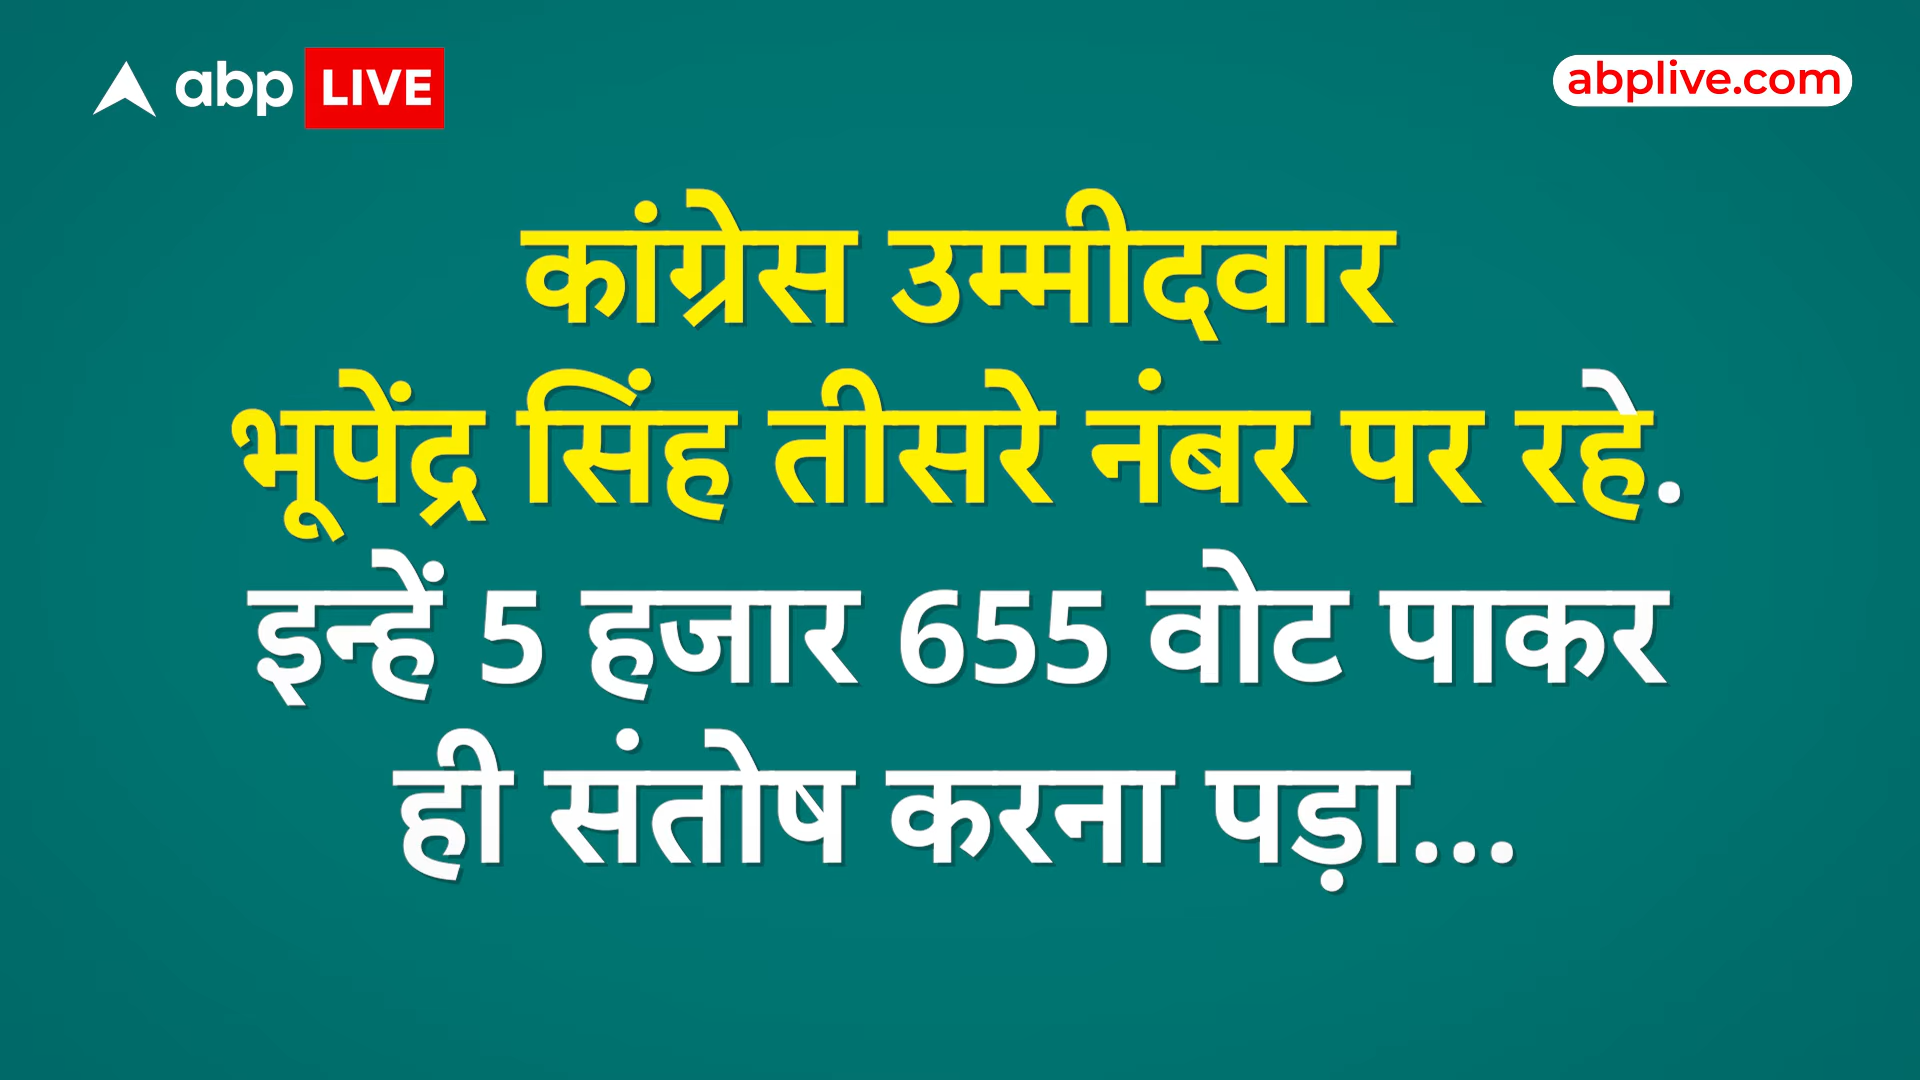 abp LIVE
abplive.com
कांग्रेस उम्मीदवार
भूपेंद्र सिंह तीसरे नंबर पर रहे.
इन्हें 5 हजार 655 वोट पाकर
ही संतोष करना पड़ा...